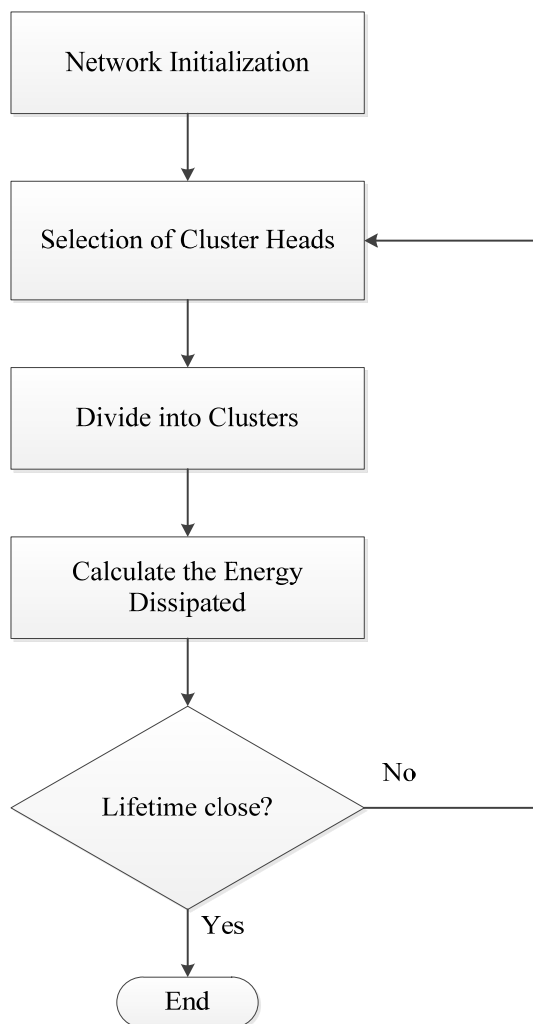 Network Initialization
Selection of Cluster Heads
Divide into Clusters
Calculate the Energy
Dissipated
Lifetime close?
No
Yes
End